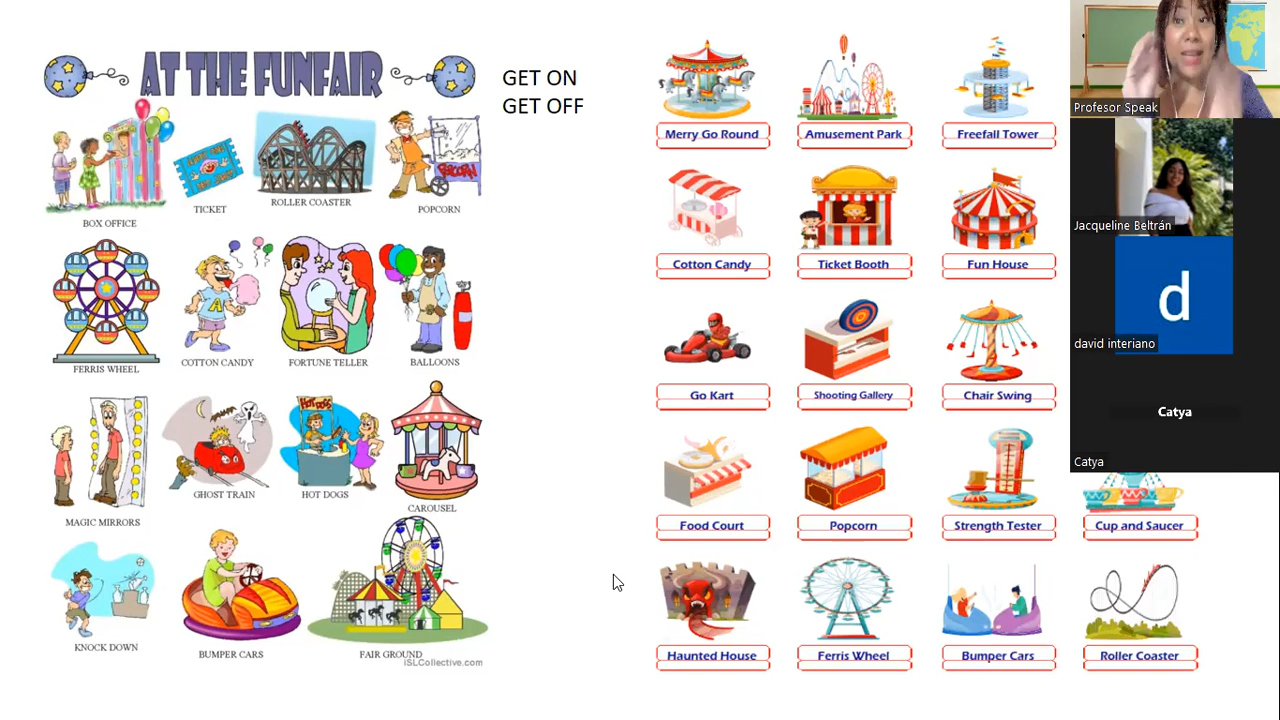 AT THE FUNFAIR
GET ON
GET OFF
BOX OFFICE
TICKET
ROLLER COASTER
POPCORN
POPCORN
FERRIS WHEEL
COTTON CANDY
A
FORTUNE TELLER
BALLOONS
MAGIC MIRRORS
GHOST TRAIN
HOT DOGS
HOT DOGS
CAROUSEL
KNOCK DOWN
BUMPER CARS
FAIR GROUND
iSLCollective.com
Merry Go Round
Amusement Park
Freefall Tower
Cotton Candy
Ticket Booth
Fun House
Go Kart
Shooting Gallery
Chair Swing
Food Court
Popcorn
Strength Tester
Cup and Saucer
Haunted House
Ferris Wheel
Bumper Cars
Roller Coaster
Profesor Speak
Jacqueline Beltrán
d
david interiano
Catya
Catya